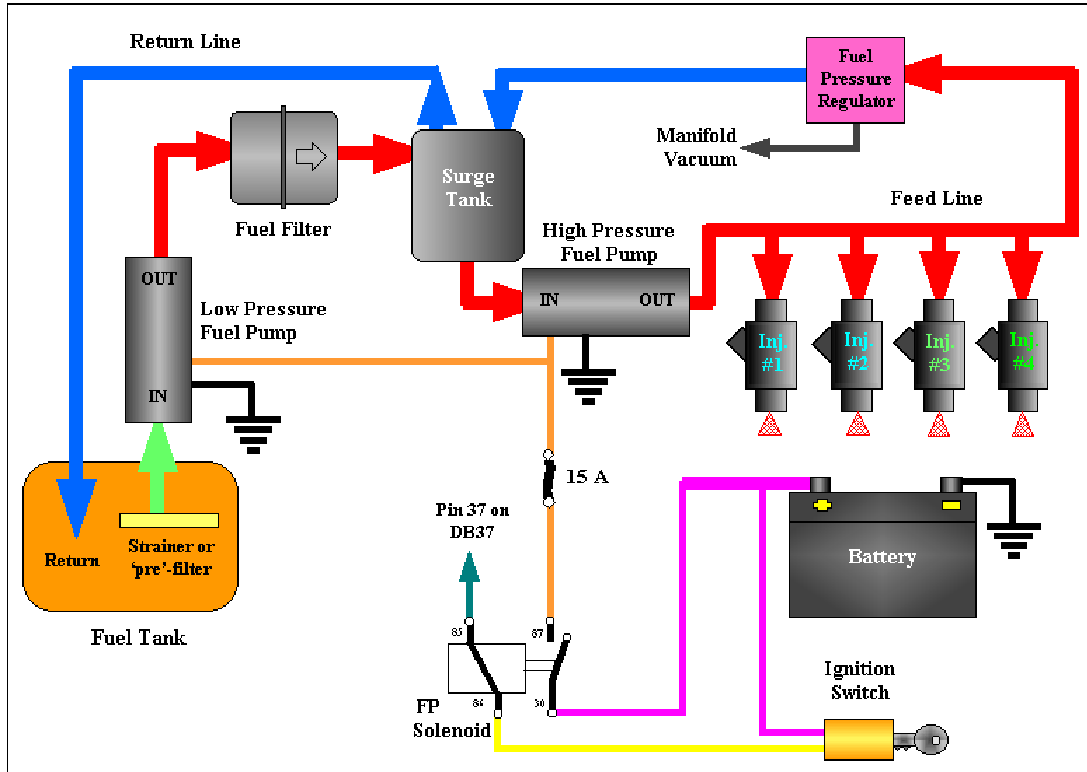 Return Line
Fuel
Pressure
Regulator
Manifold
Vacuum
Surge
Tank
Feed Line
Fuel Filter
High Pressure
Fuel Pump
OUT
IN
OUT
Low Pressure
Fuel Pump
IN
Inj.
#1
Inj.
#2
Inj.
#3
Inj.
#4
15 A
Pin 37 on
DB37
Return
Strainer or
‘pre’-filter
Battery
Fuel Tank
85
87
86
30
FP
Solenoid
Ignition
Switch